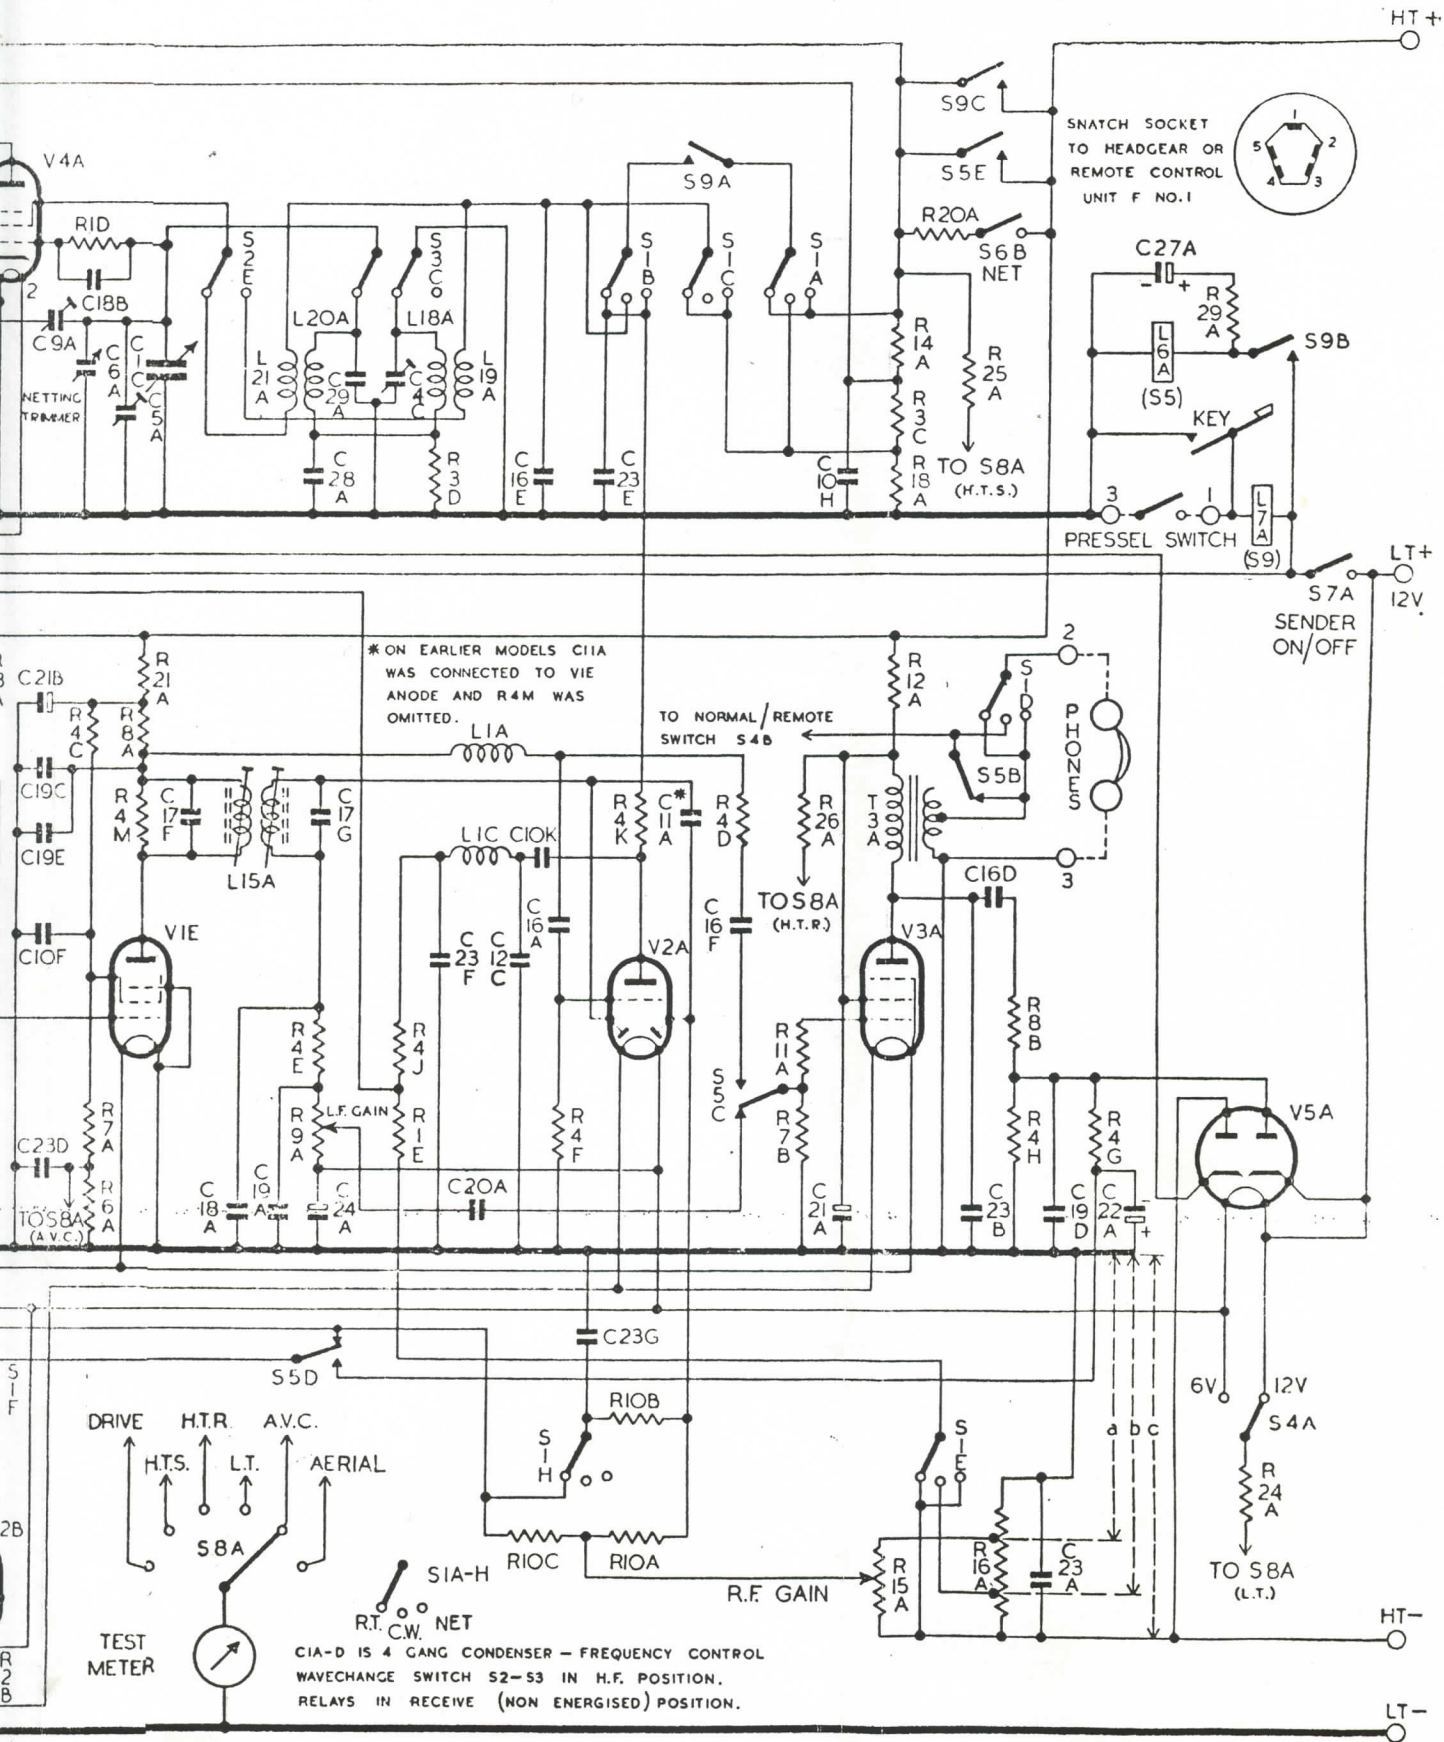 HT+
S9C
SNATCH SOCKET
TO HEADGEAR OR
REMOTE CONTROL
UNIT F NO.1
1
2
3
4
5
V4A
S9A
S5E
R1D
R20A
S6B
NET
C27A
S2E
S3C
S1B
S1C
S1A
2
C18B
R29A
C9A
L20A
L18A
R14A
L6A
S9B
C6A
C1C
C5A
L21A
C29A
C4C
L19A
R25A
(S5)
NETTING
TRIMMER
R3C
KEY
C28A
R3D
C16E
C23E
C10H
R18A
TO S8A
(H.T.S.)
3
1
L7A
PRESSEL SWITCH
(S9)
LT+
S7A
12V.
SENDER
ON/OFF
C21B
R21A
*ON EARLIER MODELS C11A
WAS CONNECTED TO V1E
ANODE AND R4M WAS
OMITTED.
R12A
S1D
2
R4C
R8A
L1A
TO NORMAL/REMOTE
SWITCH S4B
PHONES
C19C
S5B
R4M
C17F
C17G
R4K
C11A*
R4D
R26A
T3A
C19E
L1C
C10K
L15A
3
C16D
TO S8A
(H.T.R.)
C10F
V1E
C23F
C12C
C16A
V2A
C16F
V3A
R4E
R4J
R11A
R8B
S5C
R7A
R9A
L.F. GAIN
R1E
R4F
R7B
R4H
R4G
V5A
C23D
R6A
C18A
C19A
C24A
C20A
C21A
C23B
C19D
C22A
TO S8A
(A.V.C.)
C23G
S1F
S5D
R10B
6V
12V
S4A
DRIVE
H.T.R.
A.V.C.
H.T.S.
L.T.
AERIAL
S1H
S1E
a
b
c
R24A
2B
S8A
R10C
R10A
R15A
R16A
C23A
TO S8A
(L.T.)
S1A-H
R.F. GAIN
R.T.
C.W.
NET
HT-
TEST
METER
R2B
C1A-D IS 4 GANG CONDENSER - FREQUENCY CONTROL
WAVECHANGE SWITCH S2-S3 IN H.F. POSITION.
RELAYS IN RECEIVE (NON ENERGISED) POSITION.
LT-